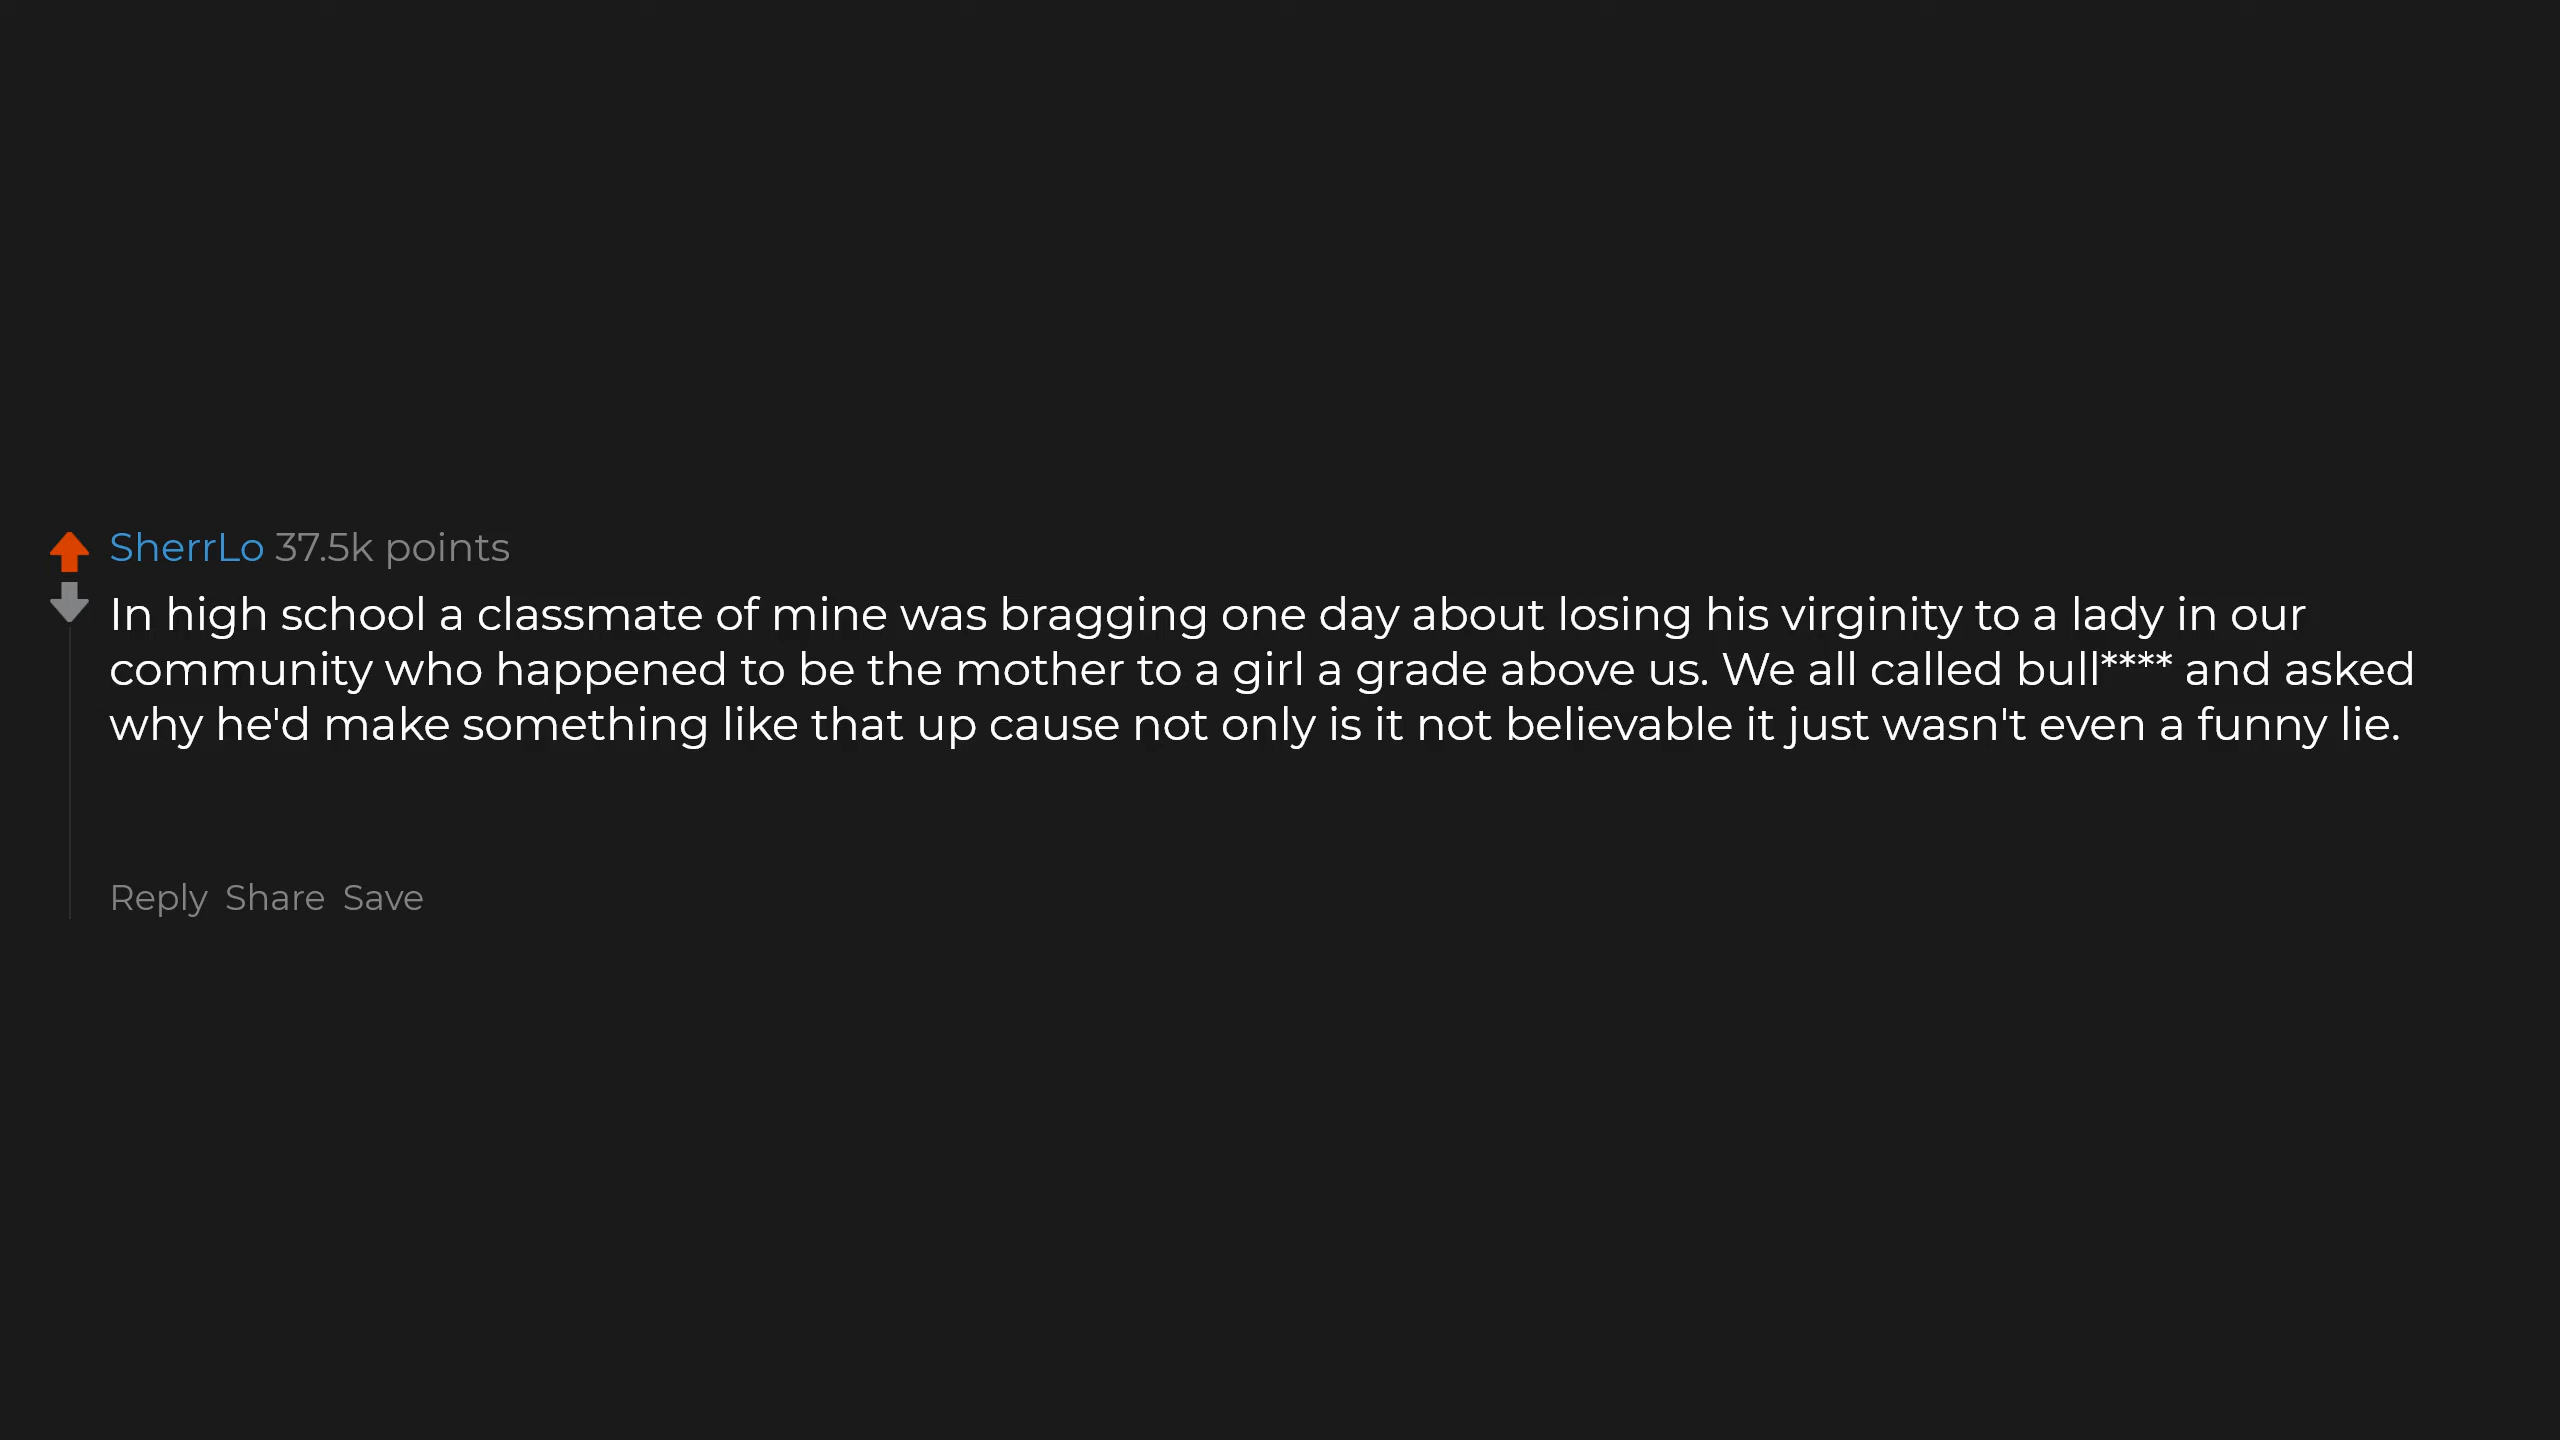 SherrLo 37.5k points
In high school a classmate of mine was bragging one day about losing his virginity to a lady in our
community who happened to be the mother to a girl a grade above us. We all called bull**** and asked
why he'd make something like that up cause not only is it not believable it just wasn't even a funny lie.
Reply Share Save